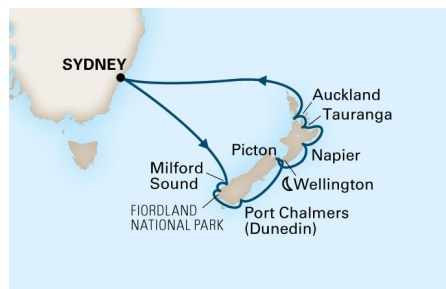 SYDNEY
Auckland
Tauranga
Picton
Napier
Milford
Sound
Wellington
FIORDLAND
NATIONAL PARK
Port Chalmers
(Dunedin)